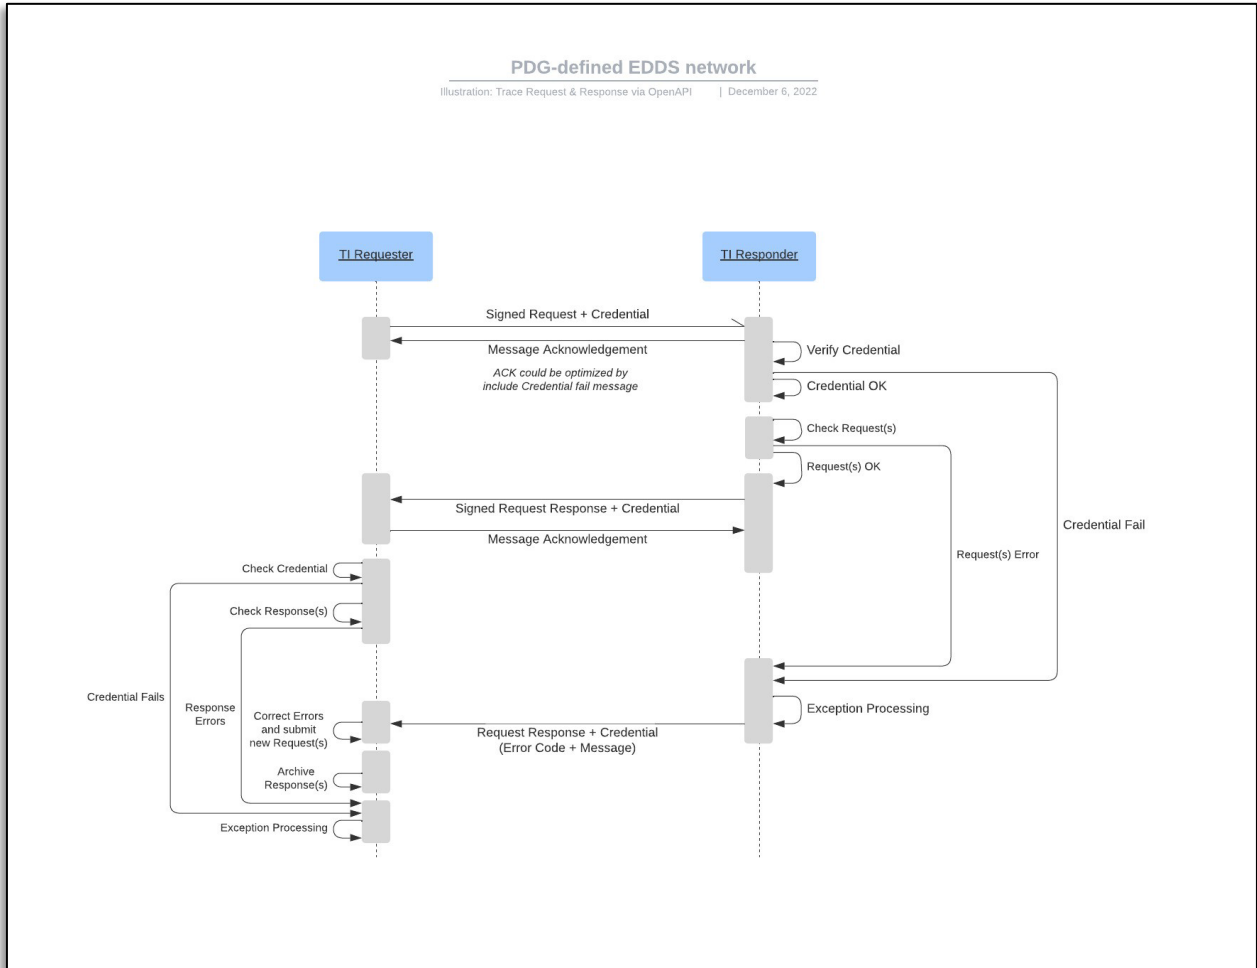 PDG-defined EDDS network
Illustration: Trace Request & Response via OpenAPI | December 6, 2022
TI Requester
TI Responder
Signed Request + Credential
Message Acknowledgement
ACK could be optimized by
include Credential fail message
Verify Credential
Credential OK
Check Request(s)
Request(s) OK
Signed Request Response + Credential
Message Acknowledgement
Credential Fail
Request(s) Error
Check Credential
Check Response(s)
Credential Fails
Response
Errors
Correct Errors
and submit
new Request(s)
Request Response + Credential
(Error Code + Message)
Exception Processing
Archive
Response(s)
Exception Processing